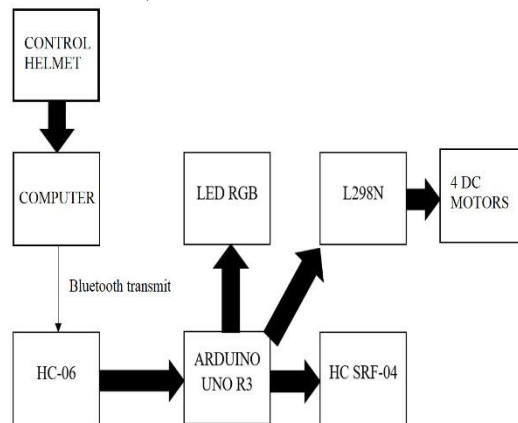 CONTROL
HELMET
COMPUTER
LED RGB
L298N
4 DC
MOTORS
Bluetooth transmit
HC-06
ARDUINO
UNO R3
HC SRF-04